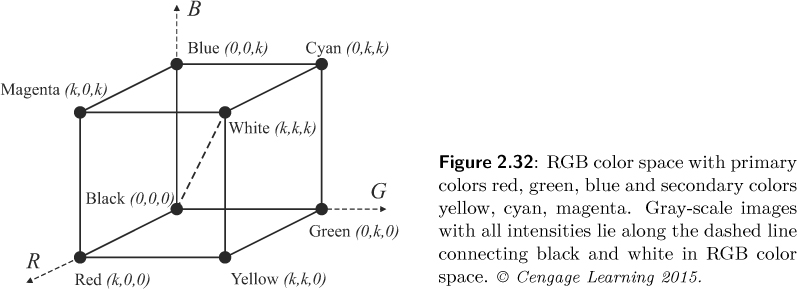 B
Blue (0,0,k)
Cyan (0,k,k)
Magenta (k,0,k)
White (k,k,k)
Black (0,0,0)
G
Green (0,k,0)
R
Red (k,0,0)
Yellow (k,k,0)
Figure 2.32: RGB color space with primary
colors red, green, blue and secondary colors
yellow, cyan, magenta. Gray-scale images
with all intensities lie along the dashed line
connecting black and white in RGB color
space. © Cengage Learning 2015.